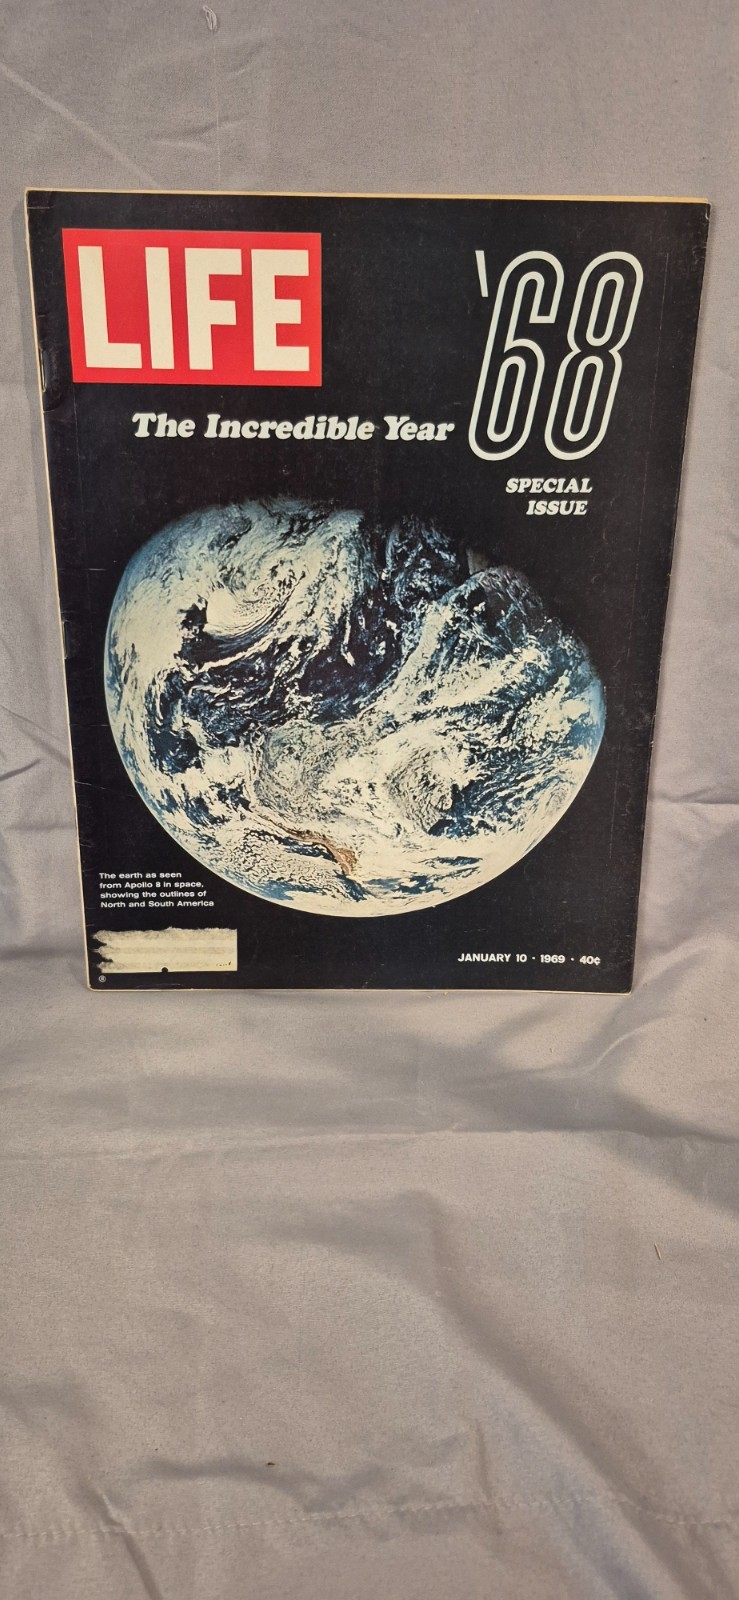 LIFE
'68
The Incredible Year
SPECIAL
ISSUE
The earth as seen
from Apollo 8 in space,
showing the outlines of
North and South America
JANUARY 10 · 1969 · 40¢
®